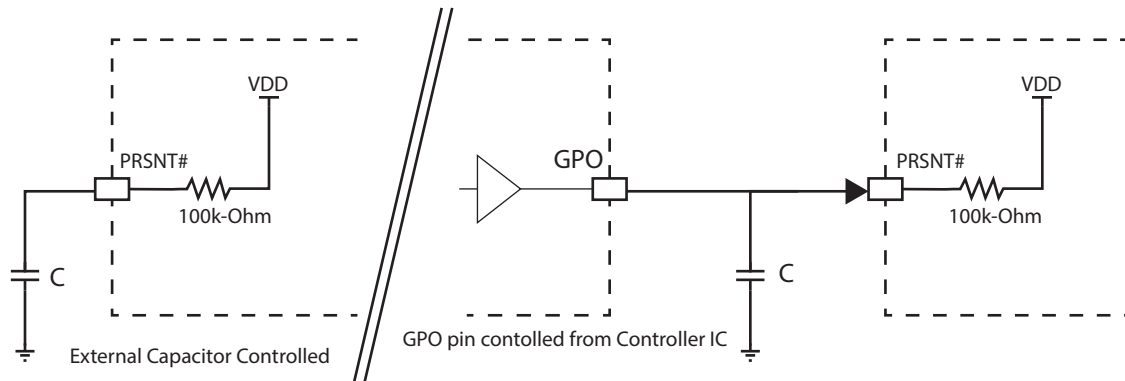 VDD
PRSNT#
100k-Ohm
C
External Capacitor Controlled
GPO
C
GPO pin contolled from Controller IC
VDD
PRSNT#
100k-Ohm